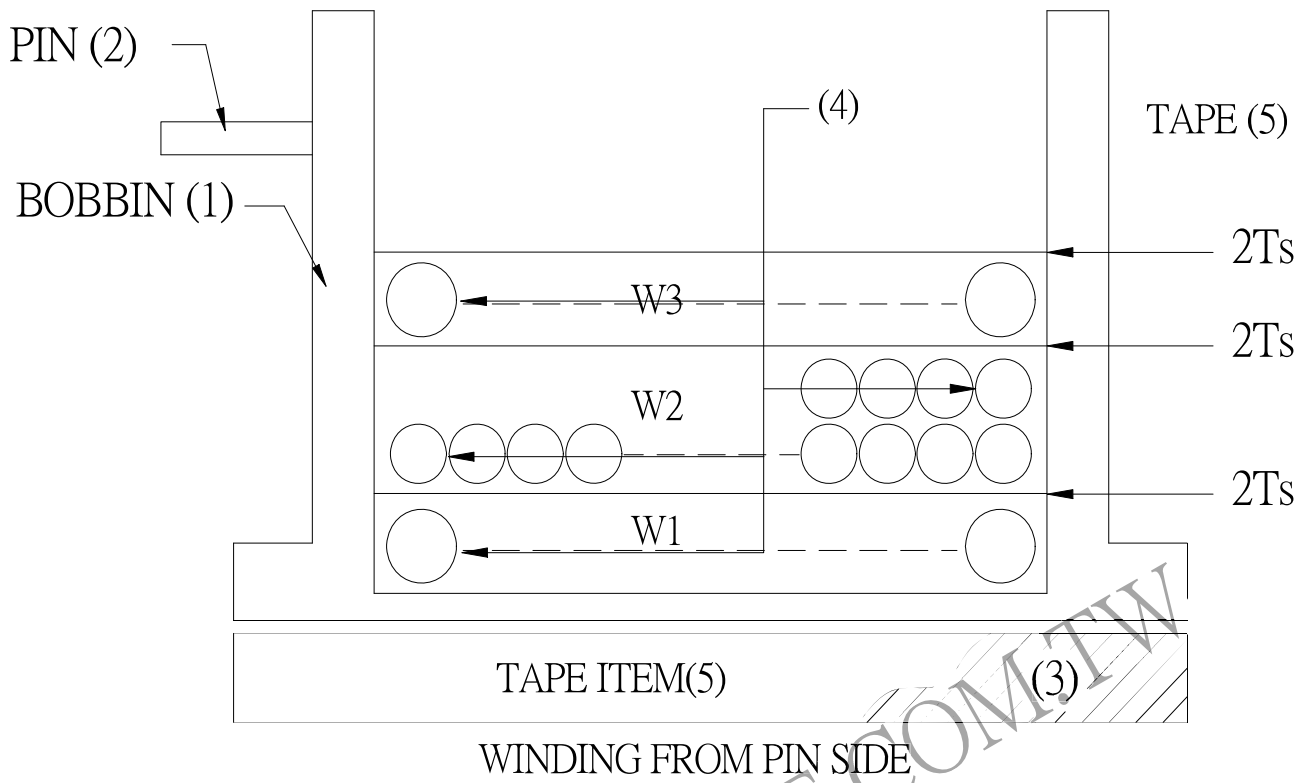 PIN (2)
(4)
TAPE (5)
BOBBIN (1)
2Ts
W3
2Ts
W2
2Ts
W1
TAPE ITEM(5)
(3)
WINDING FROM PIN SIDE
.COM.TW